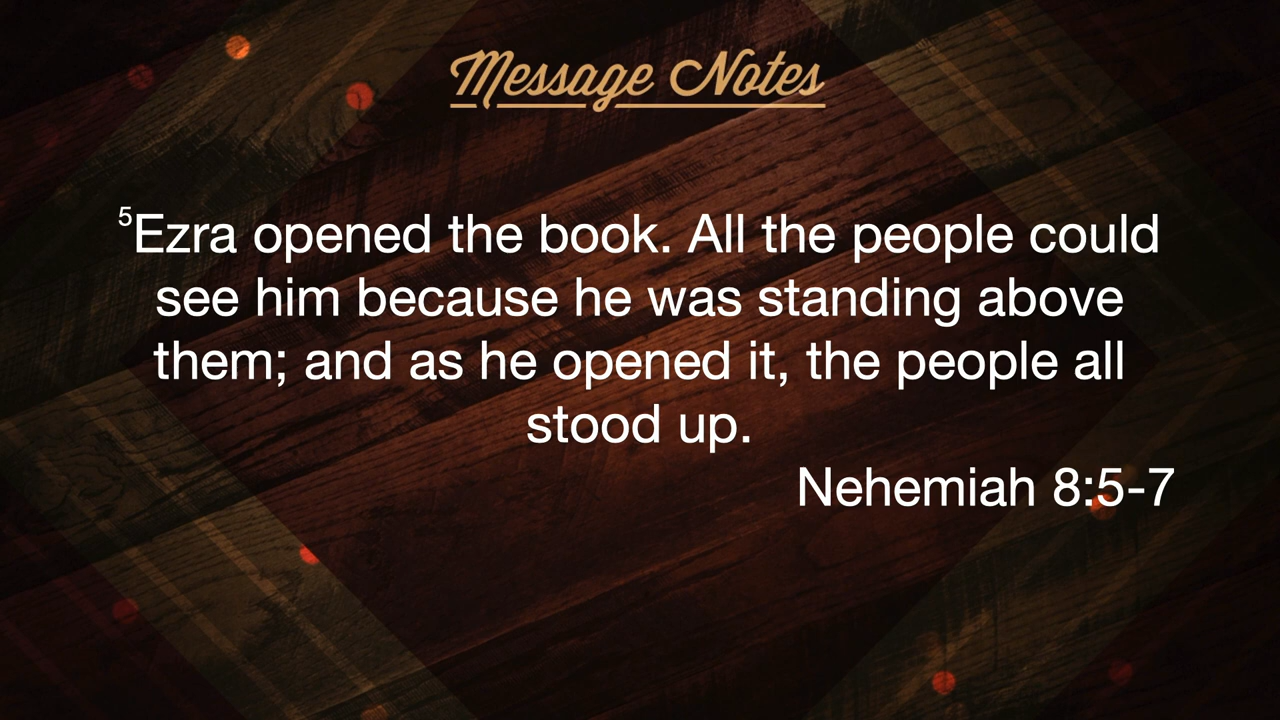 Message Notes
⁵Ezra opened the book. All the people could
see him because he was standing above
them; and as he opened it, the people all
stood up.
Nehemiah 8:5-7